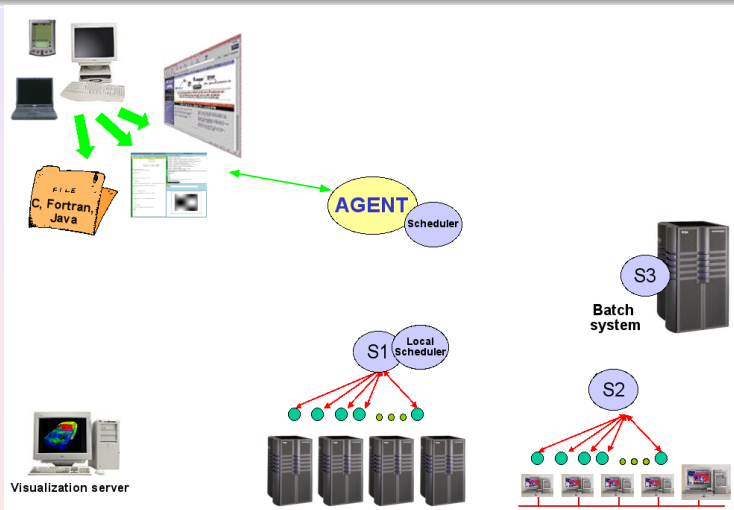 FILE
C, Fortran,
Java
AGENT
Scheduler
S3
Batch
system
S1
Local
Scheduler
S2
Visualization server